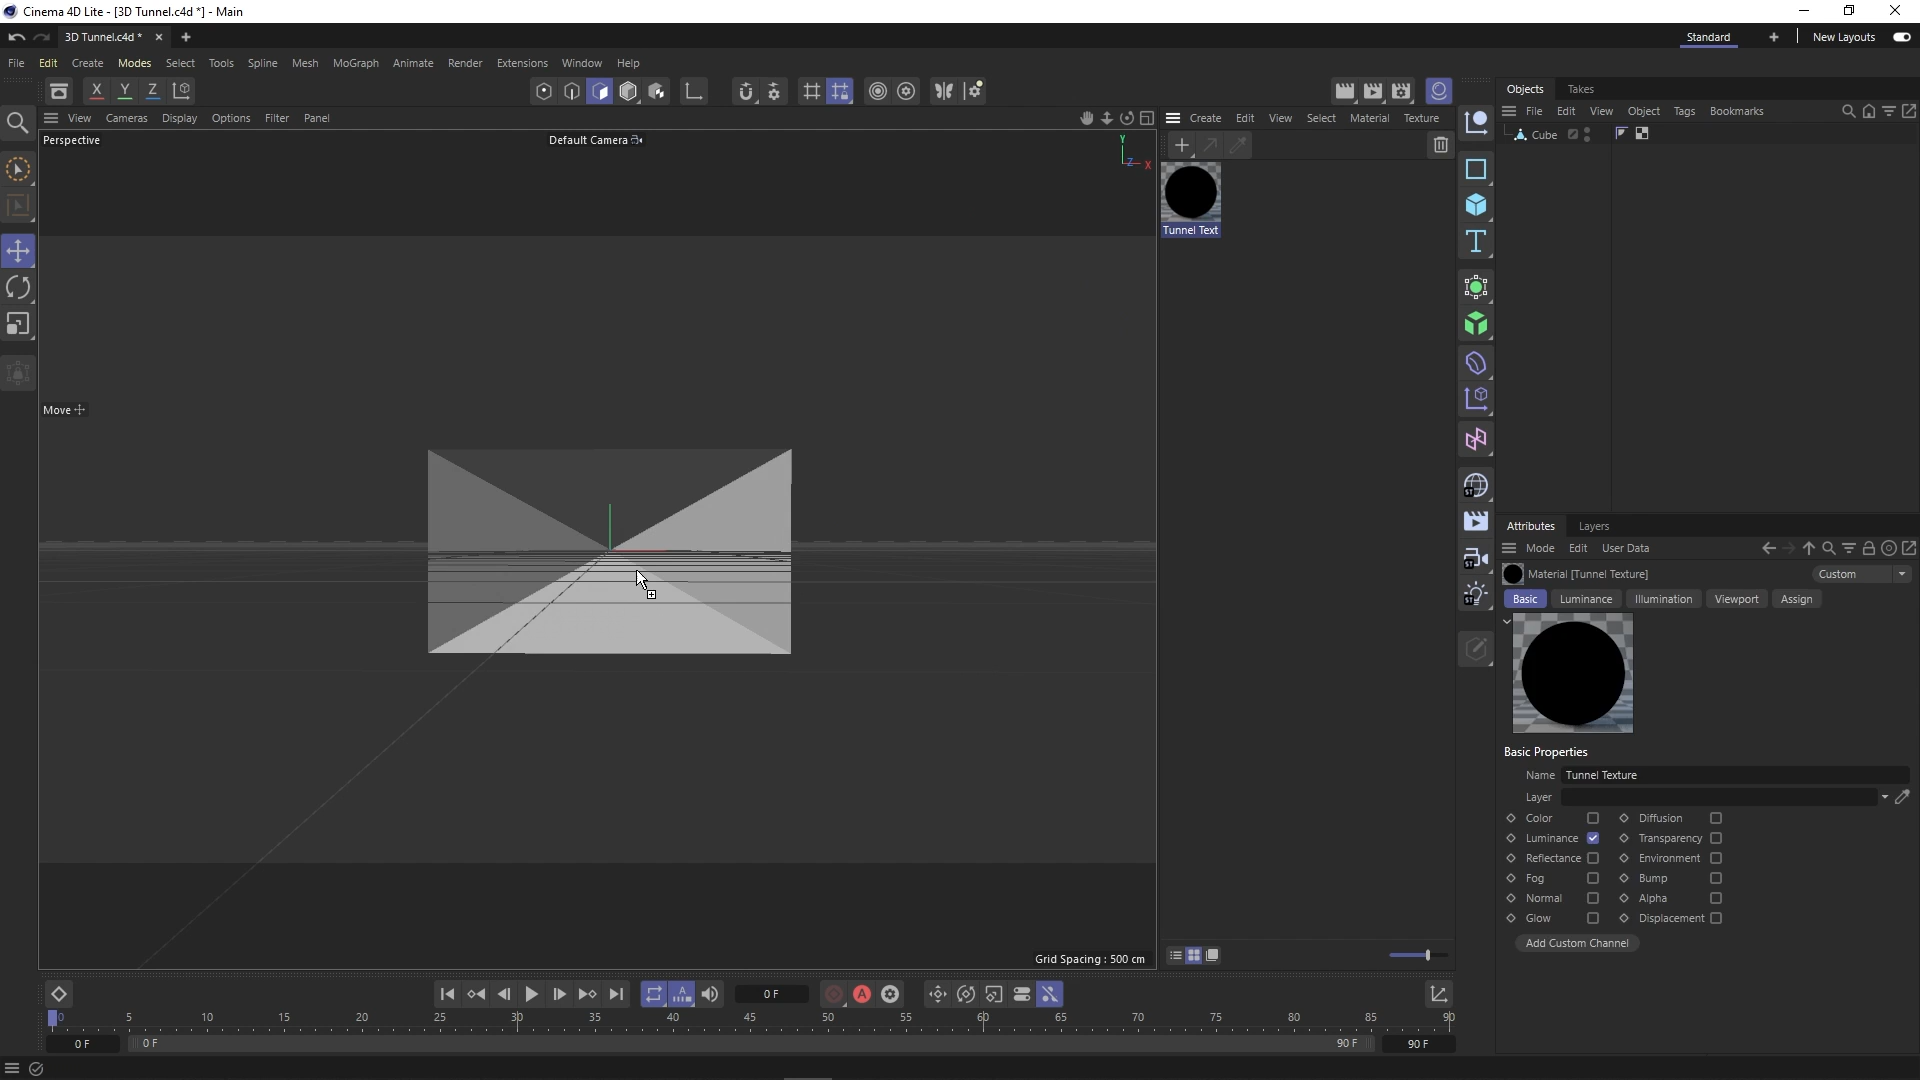 Cinema 4D Lite - [3D Tunnel.c4d *] - Main
3D Tunnel.c4d *
Standard
New Layouts
File Edit Create Modes Select Tools Spline Mesh MoGraph Animate Render Extensions Window Help
X Y Z
Objects Takes
View Cameras Display Options Filter Panel
Create Edit View Select Material Texture
File Edit View Object Tags Bookmarks
Perspective
Default Camera
Y
Z
X
Cube
Tunnel Text
Move
Attributes Layers
Mode Edit User Data
Material [Tunnel Texture]
Custom
Basic Luminance Illumination Viewport Assign
Basic Properties
Name Tunnel Texture
Layer
Color Diffusion
Luminance Transparency
Reflectance Environment
Fog Bump
Normal Alpha
Glow Displacement
Add Custom Channel
Grid Spacing : 500 cm
0 F
A
0 5 10 15 20 25 30 35 40 45 50 55 60 65 70 75 80 85 90
0 F 0 F 90 F 90 F